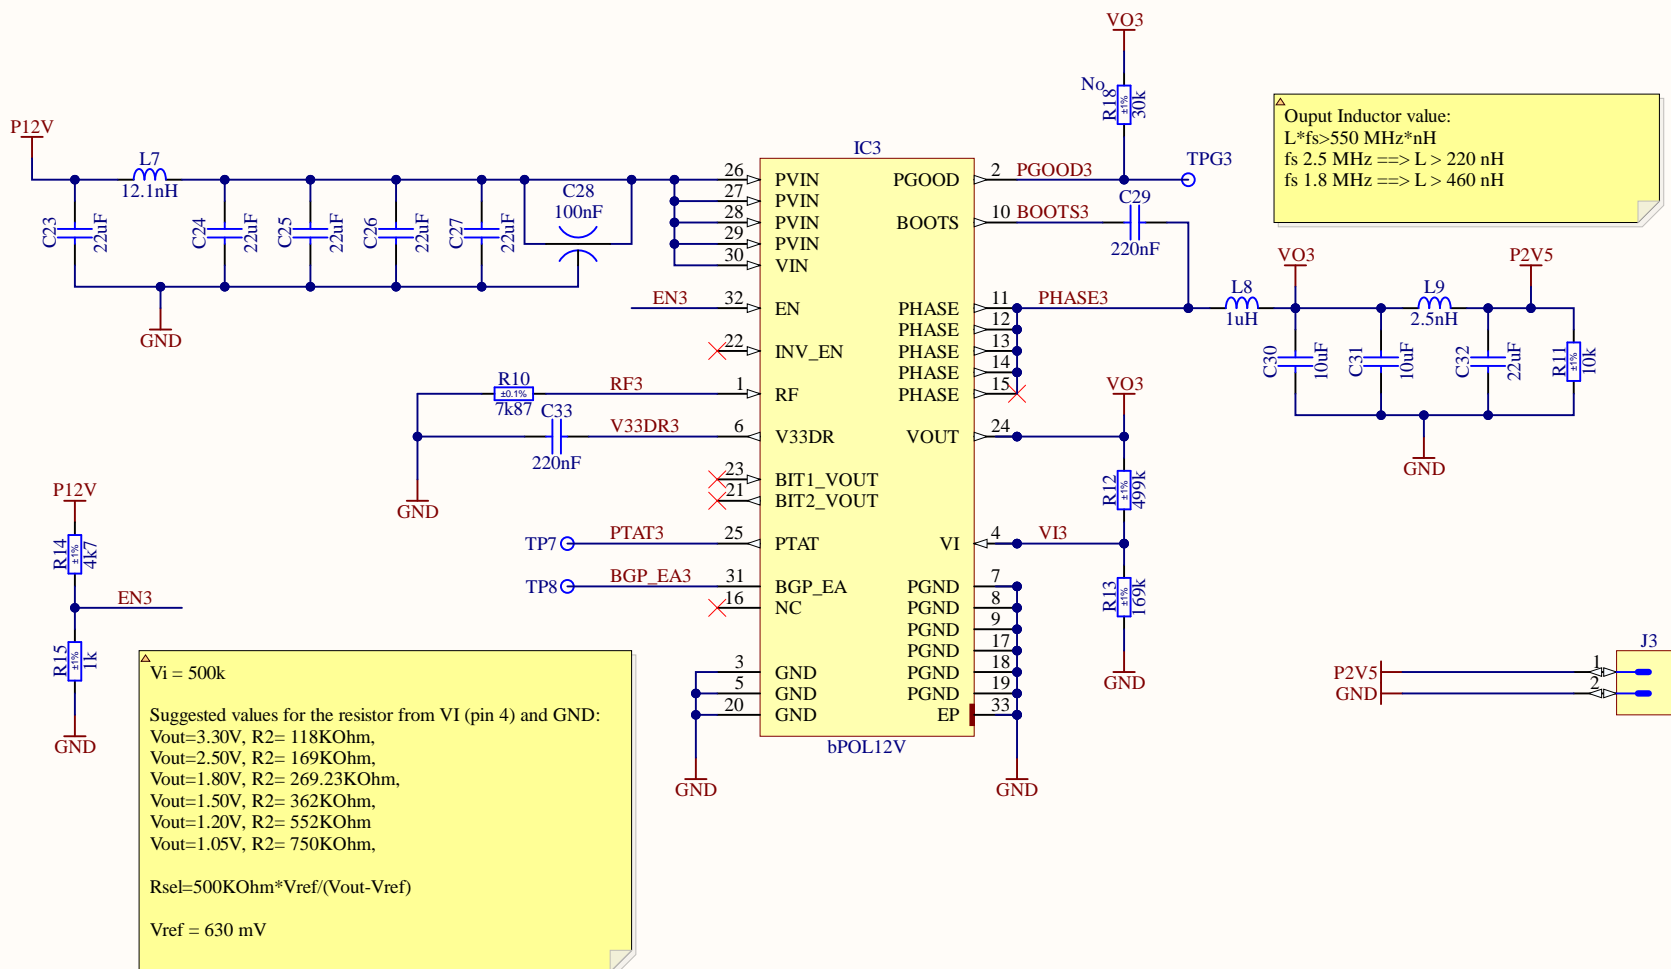 VO3
No
R18
±1%
30k
Ouput Inductor value:
L*fs>550 MHz*nH
fs 2.5 MHz ==> L > 220 nH
fs 1.8 MHz ==> L > 460 nH
P12V
L7
12.1nH
C23
22uF
C24
22uF
C25
22uF
C26
22uF
C27
22uF
C28
100nF
GND
IC3
26 PVIN
27 PVIN
28 PVIN
29 PVIN
30 VIN
EN3 32 EN
22 INV_EN
RF3 1 RF
V33DR3 6 V33DR
23 BIT1_VOUT
21 BIT2_VOUT
TP7 PTAT3 25 PTAT
TP8 BGP_EA3 31 BGP_EA
16 NC
3 GND
5 GND
20 GND
PGOOD 2 PGOOD3 TPG3
BOOTS 10 BOOTS3
C29
220nF
PHASE 11 PHASE3
PHASE 12
PHASE 13
PHASE 14
PHASE 15
VOUT 24
VI 4 VI3
PGND 7
PGND 8
PGND 9
PGND 17
PGND 18
PGND 19
EP 33
bPOL12V
GND
GND
R10
±0.1%
7k87
C33
220nF
GND
L8
1uH
VO3
C30
10uF
C31
10uF
L9
2.5nH
C32
22uF
P2V5
R11
±1%
10k
GND
VO3
R12
±1%
499k
R13
±1%
169k
GND
P12V
R14
±1%
4k7
EN3
R15
±1%
1k
GND
J3
P2V5 1
GND 2
Vi = 500k
Suggested values for the resistor from VI (pin 4) and GND:
Vout=3.30V, R2= 118KOhm,
Vout=2.50V, R2= 169KOhm,
Vout=1.80V, R2= 269.23KOhm,
Vout=1.50V, R2= 362KOhm,
Vout=1.20V, R2= 552KOhm
Vout=1.05V, R2= 750KOhm,
Rsel=500KOhm*Vref/(Vout-Vref)
Vref = 630 mV